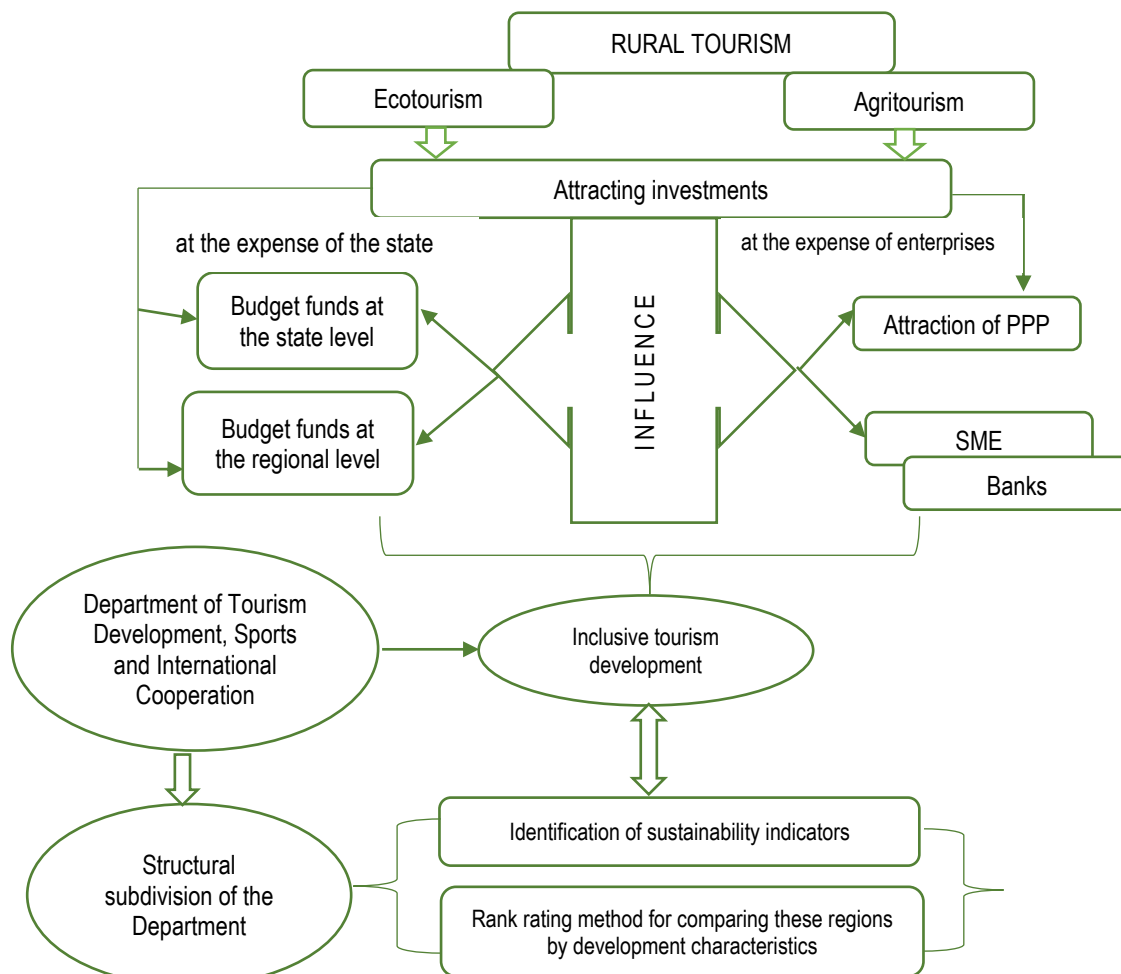 RURAL TOURISM
Ecotourism
Agritourism
Attracting investments
at the expense of the state
at the expense of enterprises
Budget funds at
the state level
INFLUENCE
Attraction of PPP
Budget funds at
the regional level
SME
Banks
Department of Tourism
Development, Sports
and International
Cooperation
Inclusive tourism
development
Identification of sustainability indicators
Structural
subdivision of the
Department
Rank rating method for comparing these regions
by development characteristics